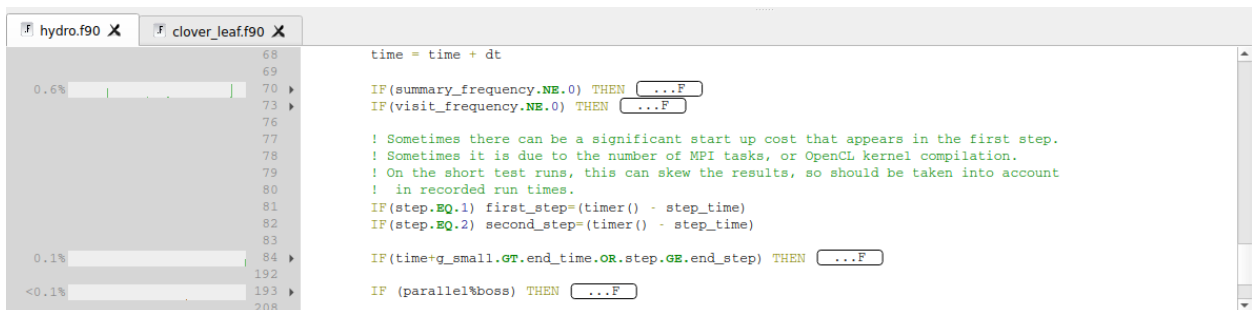 hydro.f90 X F clover_leaf.f90 X
68 time = time + dt
69
0.6% 70 IF(summary_frequency.NE.0) THEN ...F
73 IF(visit_frequency.NE.0) THEN ...F
76
77 ! Sometimes there can be a significant start up cost that appears in the first step.
78 ! Sometimes it is due to the number of MPI tasks, or OpenCL kernel compilation.
79 ! On the short test runs, this can skew the results, so should be taken into account
80 ! in recorded run times.
81 IF(step.EQ.1) first_step=(timer() - step_time)
82 IF(step.EQ.2) second_step=(timer() - step_time)
83
0.1% 84 IF(time+g_small.GT.end_time.OR.step.GE.end_step) THEN ...F
192
<0.1% 193 IF (parallel%boss) THEN ...F
208